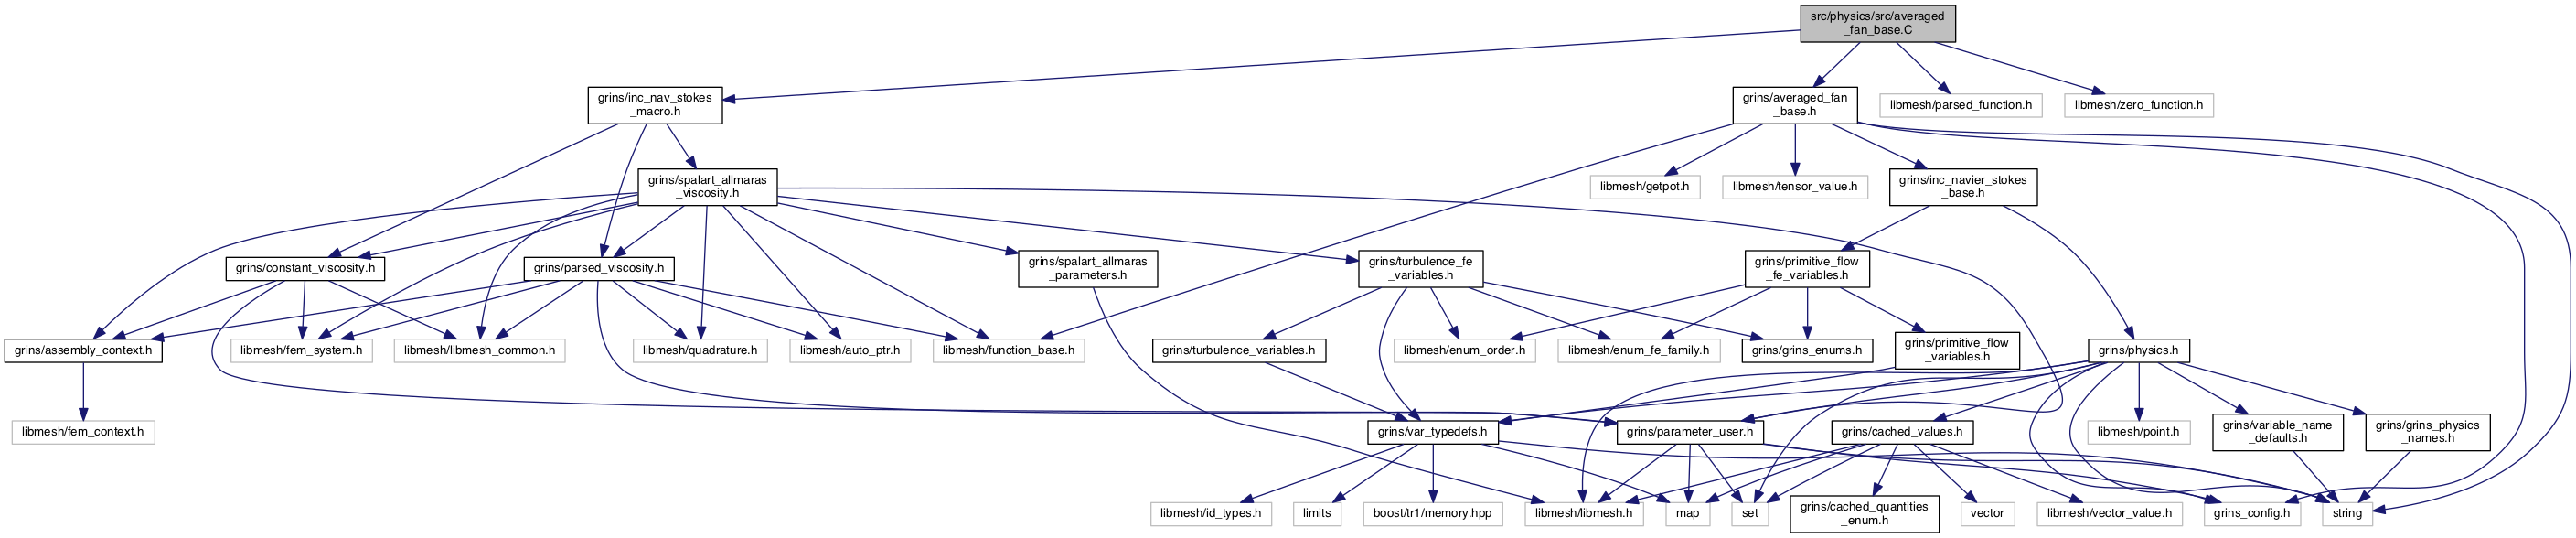 src/physics/src/averaged
_fan_base.C
grins/inc_nav_stokes
_macro.h
grins/averaged_fan
_base.h
libmesh/parsed_function.h
libmesh/zero_function.h
grins/spalart_allmaras
_viscosity.h
libmesh/getpot.h
libmesh/tensor_value.h
grins/inc_navier_stokes
_base.h
grins/constant_viscosity.h
grins/parsed_viscosity.h
grins/spalart_allmaras
_parameters.h
grins/turbulence_fe
_variables.h
grins/primitive_flow
_fe_variables.h
grins/assembly_context.h
libmesh/fem_system.h
libmesh/libmesh_common.h
libmesh/quadrature.h
libmesh/auto_ptr.h
libmesh/function_base.h
grins/turbulence_variables.h
libmesh/enum_order.h
libmesh/enum_fe_family.h
grins/grins_enums.h
grins/primitive_flow
_variables.h
grins/physics.h
libmesh/fem_context.h
grins/var_typedefs.h
grins/parameter_user.h
grins/cached_values.h
libmesh/point.h
grins/variable_name
_defaults.h
grins/grins_physics
_names.h
libmesh/id_types.h
limits
boost/tr1/memory.hpp
libmesh/libmesh.h
map
set
grins/cached_quantities
_enum.h
vector
libmesh/vector_value.h
grins_config.h
string